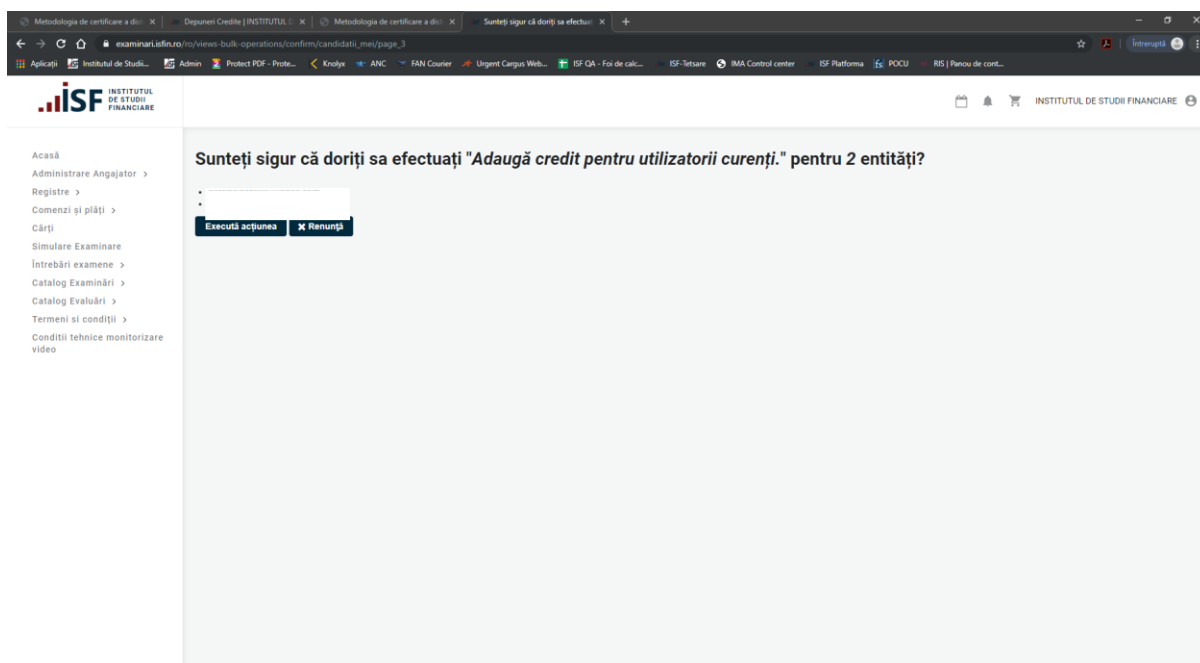 Metodologia de certificare a dist
Depuneri Credite | INSTITUTUL D
Metodologia de certificare a dist
Sunteți sigur că doriți sa efectuați
examinari.isfin.ro/ro/views-bulk-operations/confirm/candidatii_mei/page_3
Întreruptă
Aplicații
Institutul de Studii...
Admin
Protect PDF - Prote...
Knolyx
ANC
FAN Courier
Urgent Cargus Web...
ISF QA - Foi de calc...
ISF-Tetsare
IMA Control center
ISF Platforma
POCU
RIS | Panou de cont...
ISF
INSTITUTUL
DE STUDII
FINANCIARE
INSTITUTUL DE STUDII FINANCIARE
Acasă
Administrare Angajator >
Registre >
Comenzi și plăți >
Cărți
Simulare Examinare
Întrebări examene >
Catalog Examinări >
Catalog Evaluări >
Termeni si condiții >
Conditii tehnice monitorizare
video
Sunteți sigur că doriți sa efectuați "Adaugă credit pentru utilizatorii curenți." pentru 2 entități?
Execută acțiunea
Renunţă